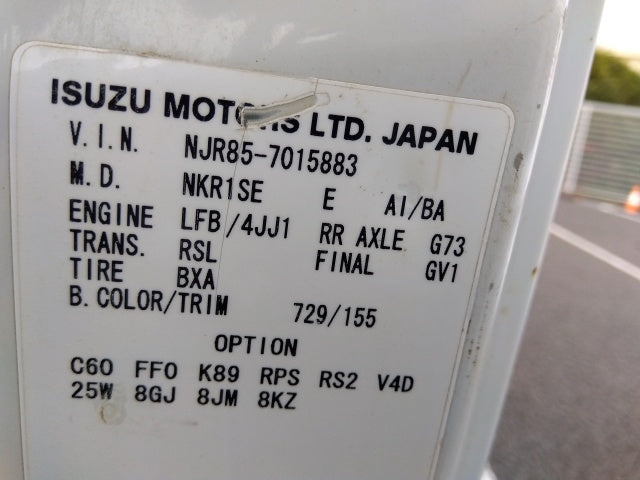 ISUZU MOTORS LTD. JAPAN
V.I.N. NJR85-7015883
M.D. NKR1SE E AI/BA
ENGINE LFB/4JJ1 RR AXLE G73
TRANS. RSL FINAL GV1
TIRE BXA
B.COLOR/TRIM 729/155
OPTION
C60 FF0 K89 RPS RS2 V4D
25W 8GJ 8JM 8KZ